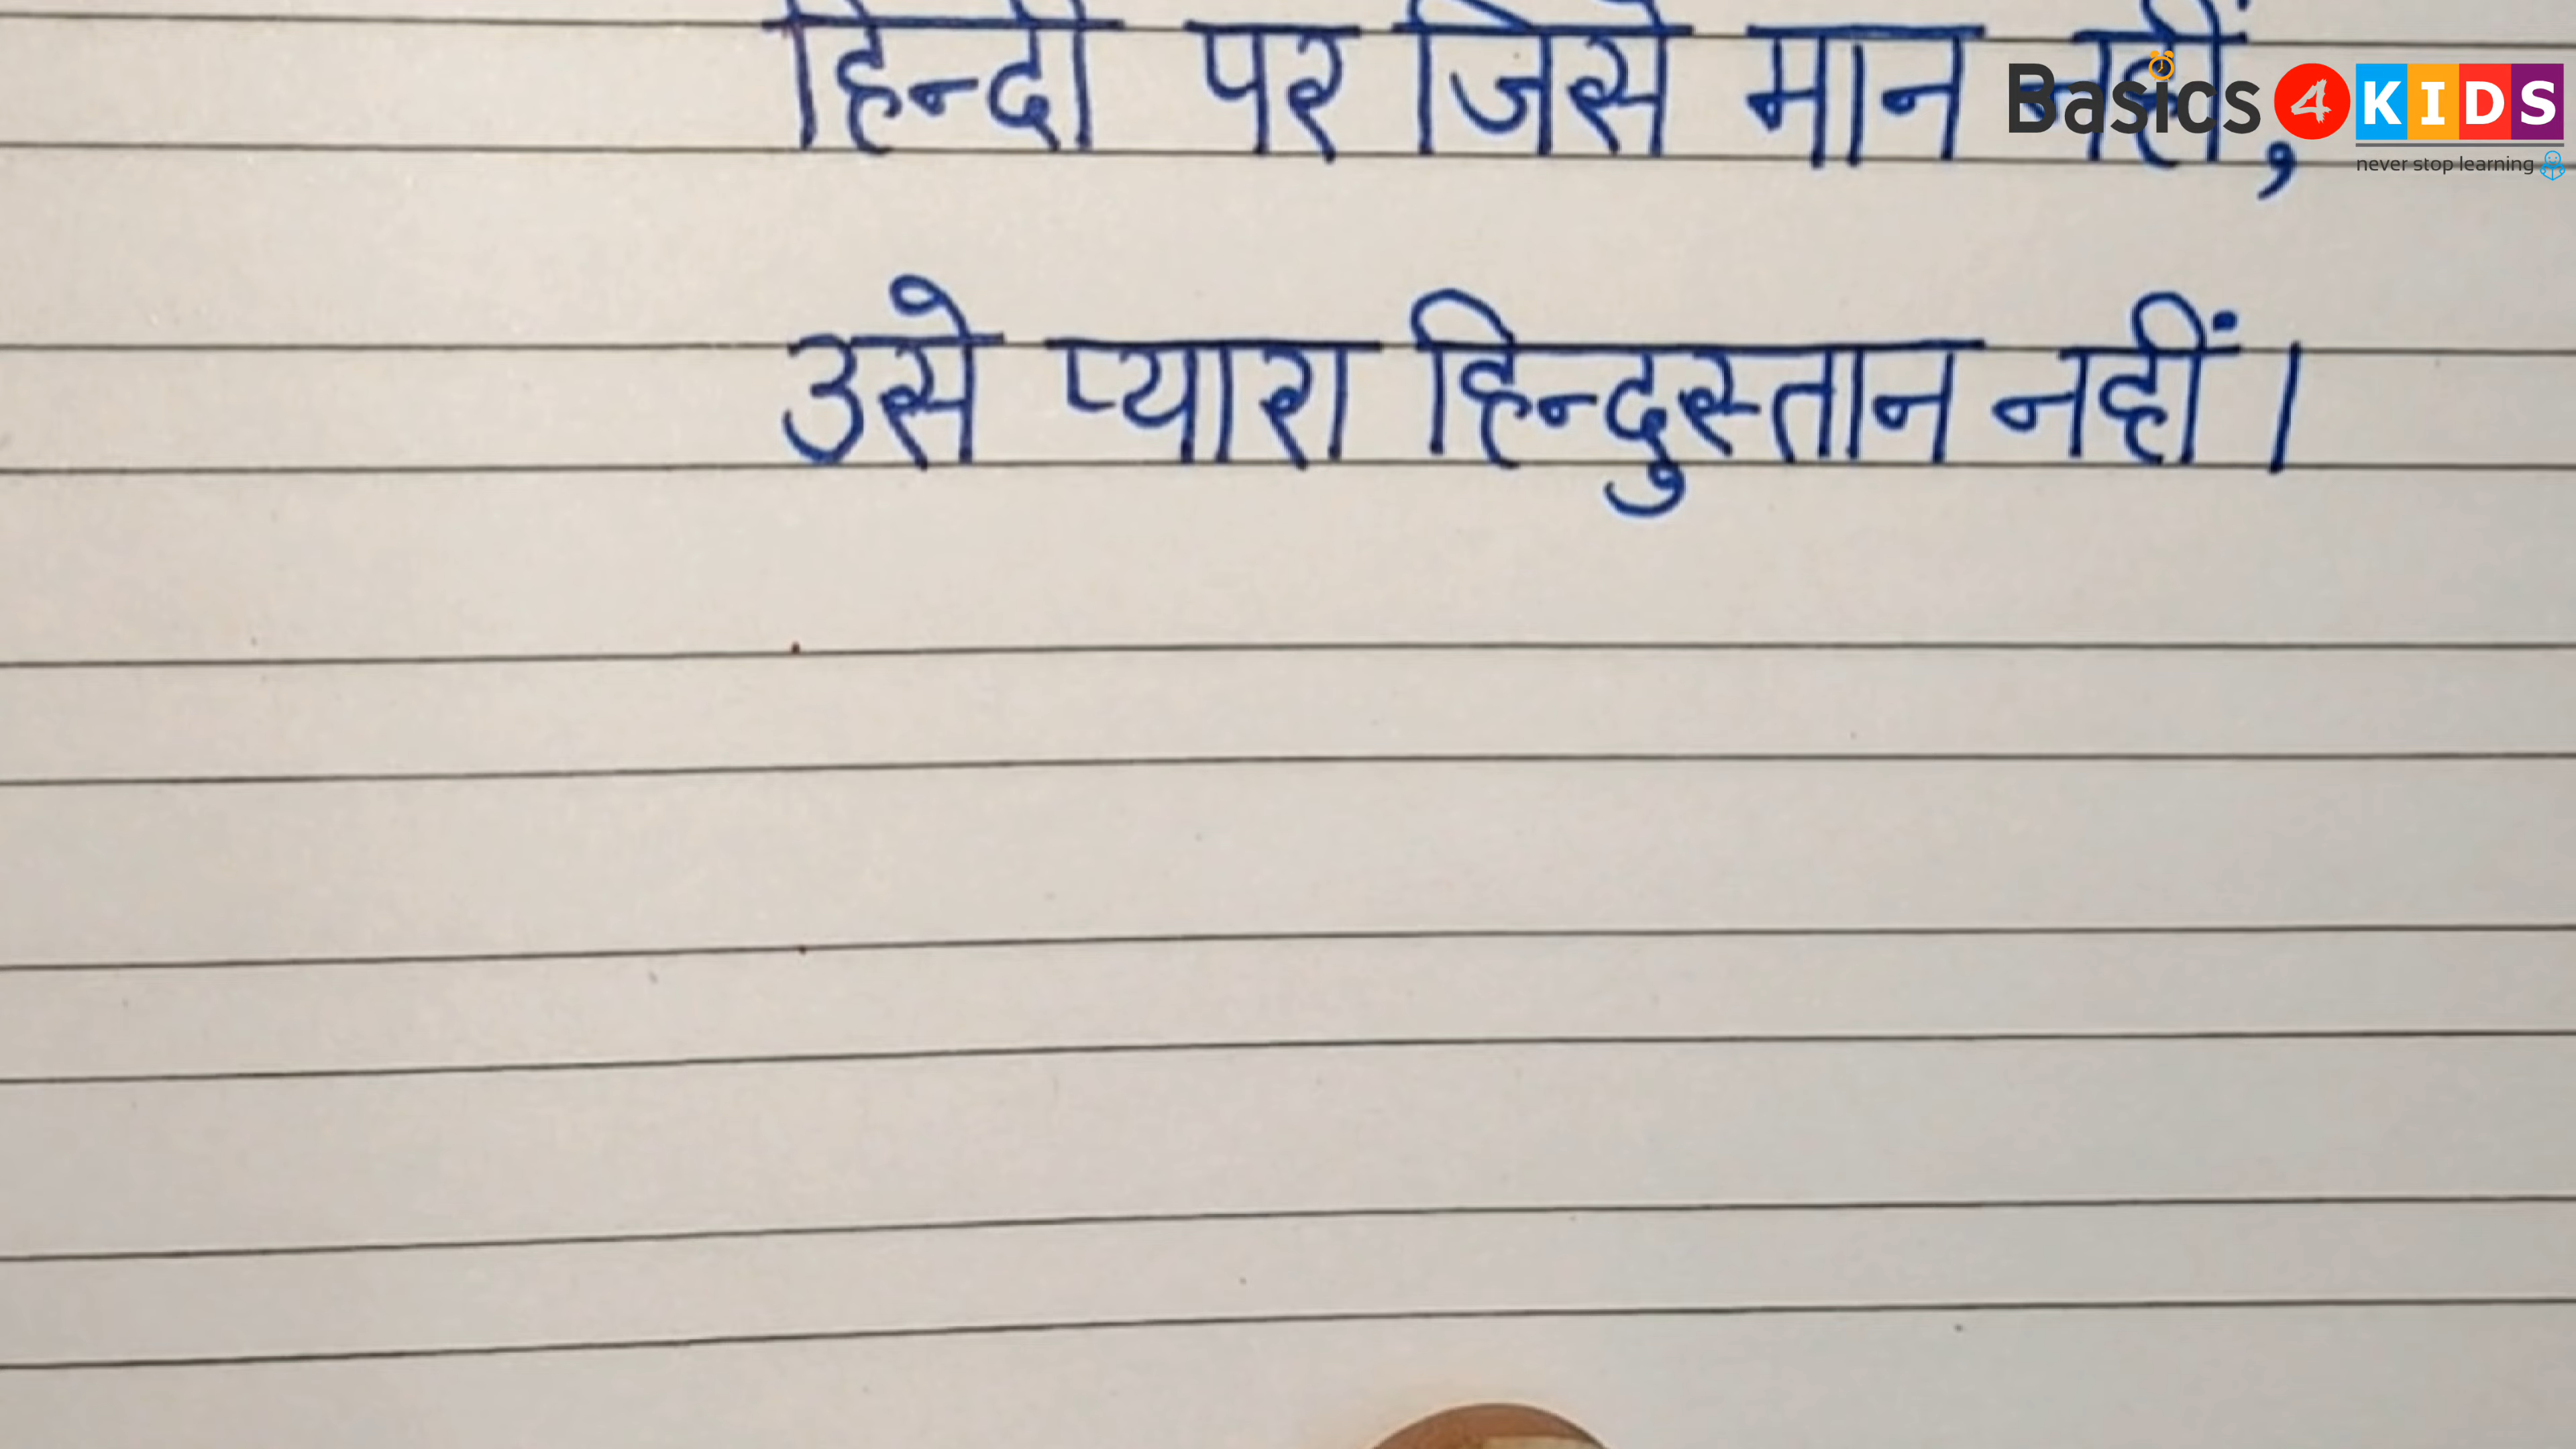 हिन्दी पर जिसे मान नहीं,
Basics 4 KIDS
never stop learning
उसे प्यारा हिन्दुस्तान नहीं।